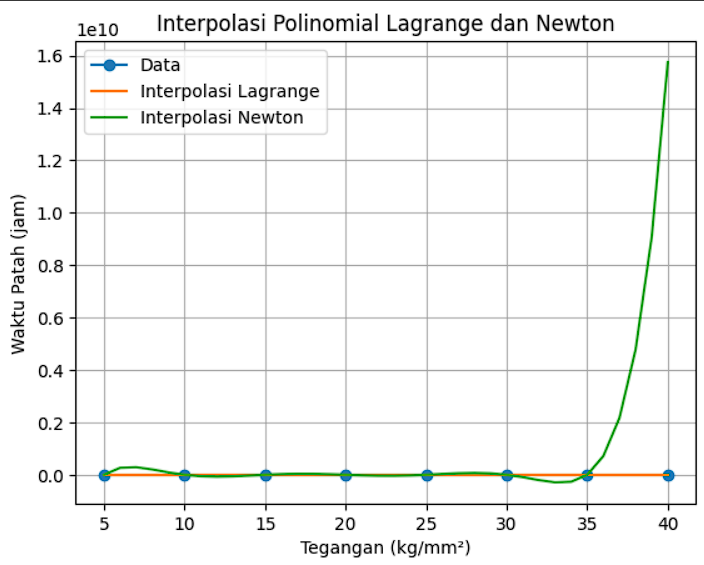 Interpolasi Polinomial Lagrange dan Newton
1e10
Data
Interpolasi Lagrange
Interpolasi Newton
Waktu Patah (jam)
1.6
1.4
1.2
1.0
0.8
0.6
0.4
0.2
0.0
5 10 15 20 25 30 35 40
Tegangan (kg/mm²)